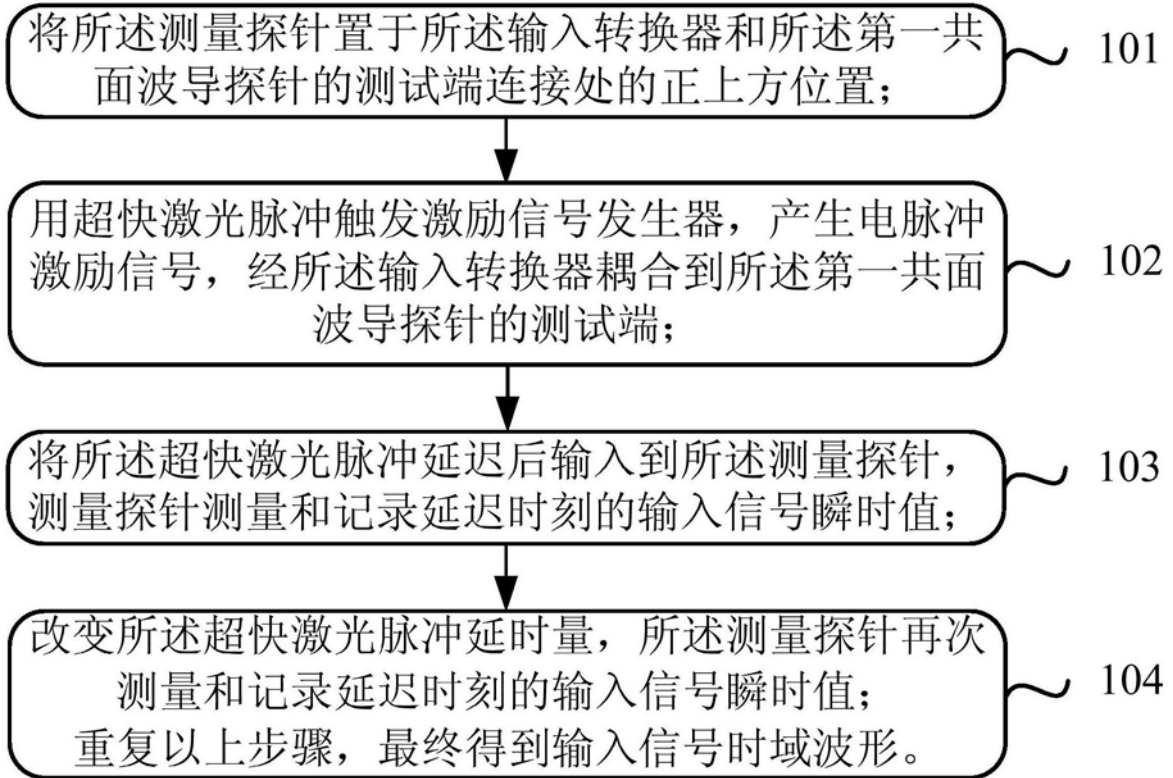 将所述测量探针置于所述输入转换器和所述第一共
面波导探针的测试端连接处的正上方位置；
101
用超快激光脉冲触发激励信号发生器，产生电脉冲
激励信号，经所述输入转换器耦合到所述第一共面
波导探针的测试端；
102
将所述超快激光脉冲延迟后输入到所述测量探针，
测量探针测量和记录延迟时刻的输入信号瞬时值；
103
改变所述超快激光脉冲延时量，所述测量探针再次
测量和记录延迟时刻的输入信号瞬时值；
重复以上步骤，最终得到输入信号时域波形。
104